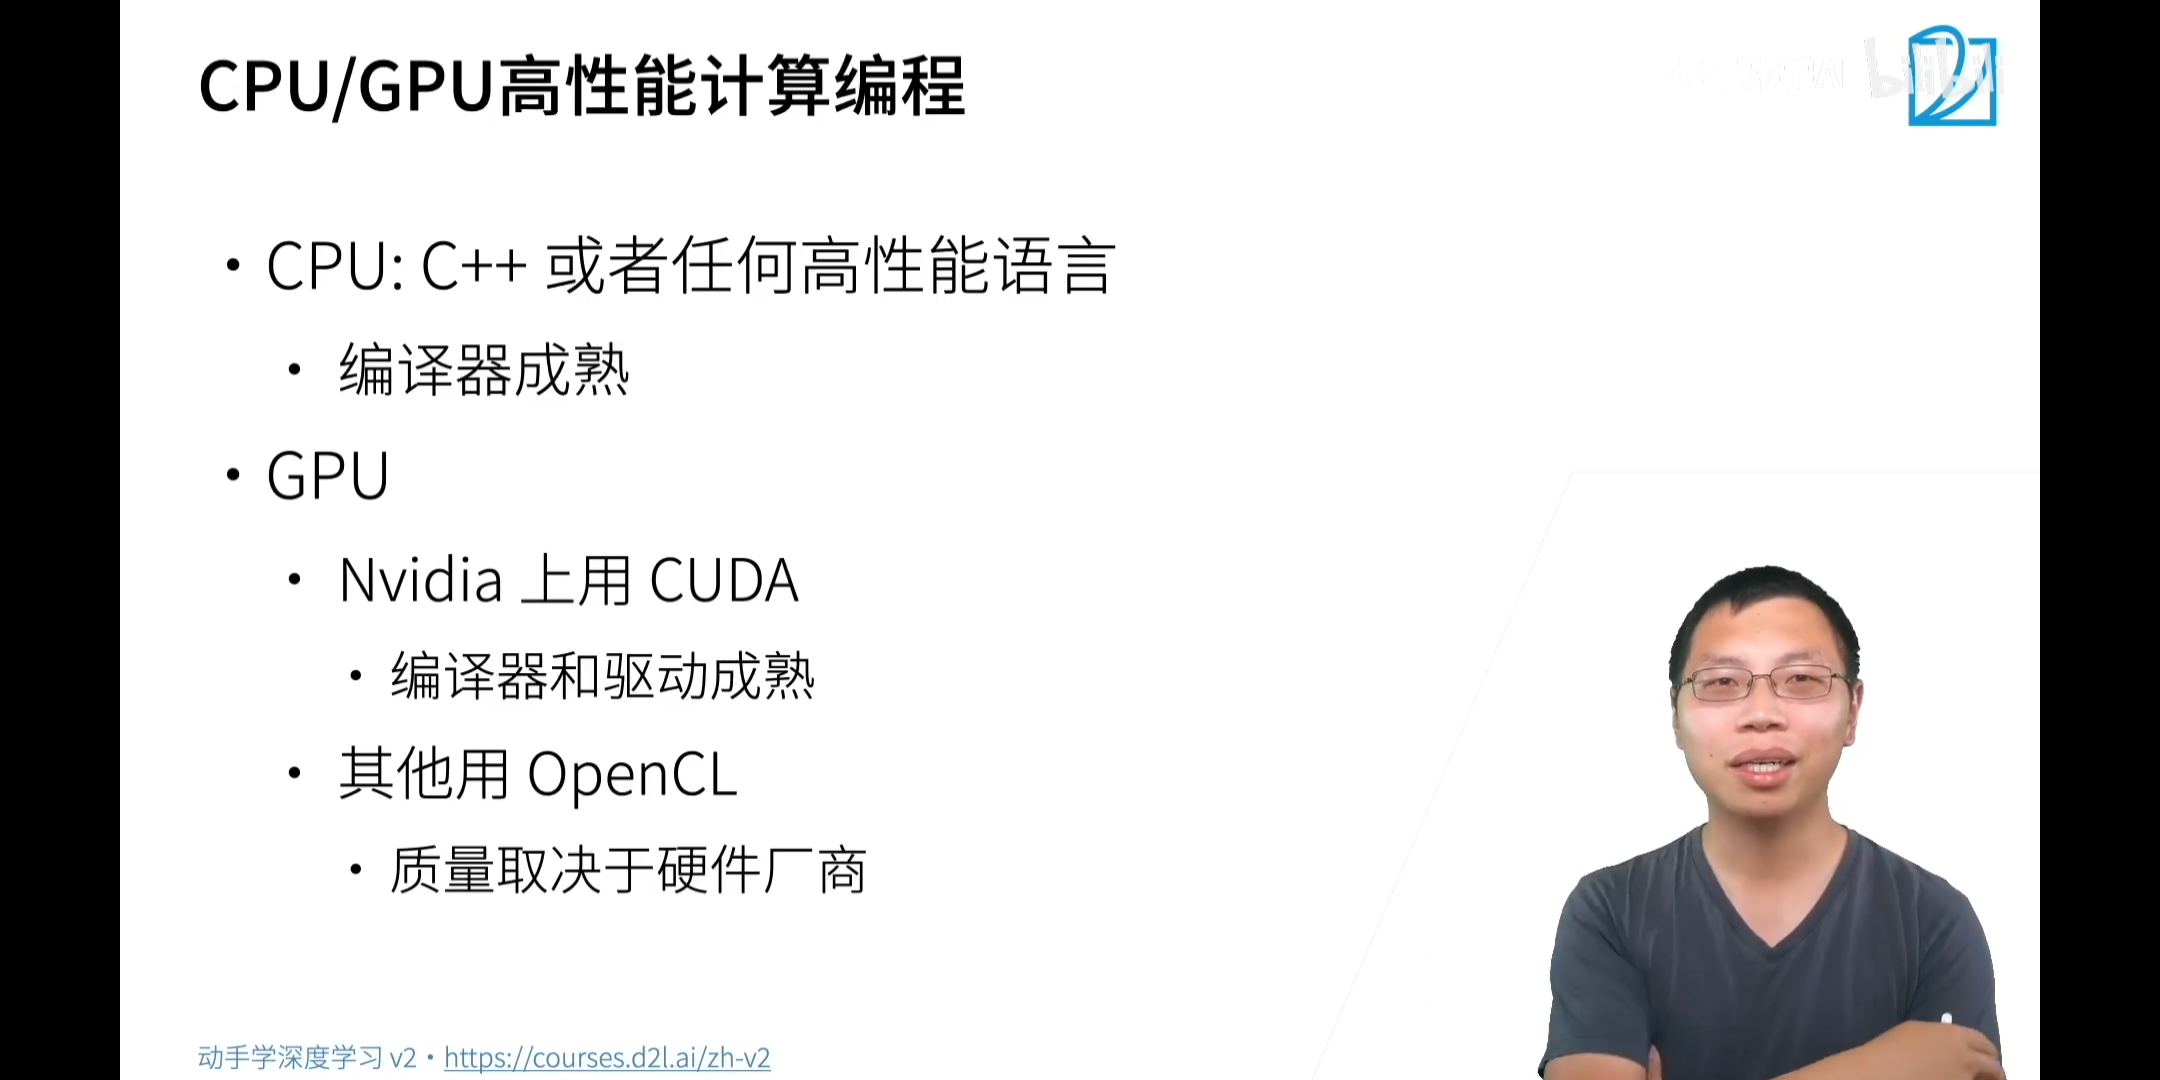 CPU/GPU高性能计算编程
• CPU: C++ 或者任何高性能语言
• 编译器成熟
• GPU
• Nvidia 上用 CUDA
• 编译器和驱动成熟
• 其他用 OpenCL
• 质量取决于硬件厂商
动手学深度学习 v2 • https://courses.d2l.ai/zh-v2
bilibili